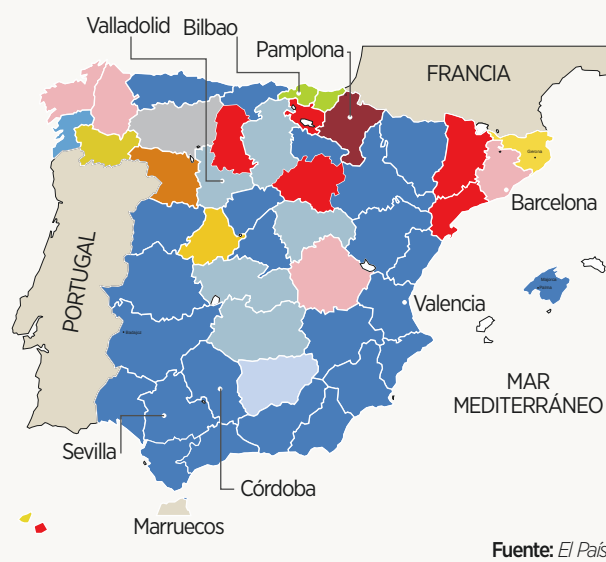 Valladolid
Bilbao
Pamplona
FRANCIA
Barcelona
PORTUGAL
Valencia
MAR
MEDITERRÁNEO
Sevilla
Córdoba
Marruecos
Fuente: El País